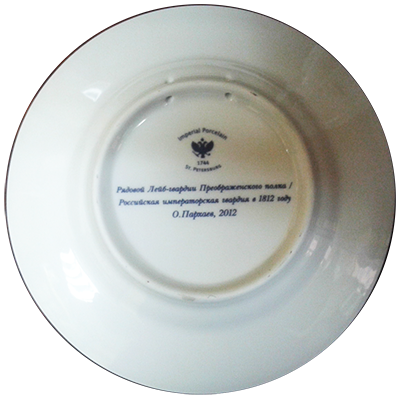 Imperial Porcelain
1744
St. Petersburg
Рядовой Лейб-гвардии Преображенского полка /
Российская императорская гвардия в 1812 году
О.Пархаев, 2012